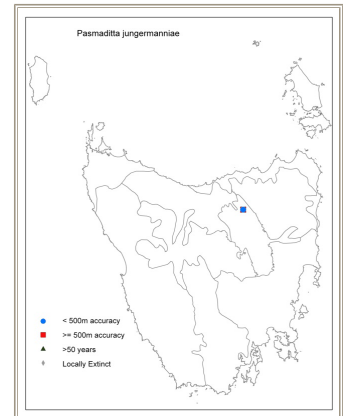 Pasmaditta jungermanniae
< 500m accuracy
>= 500m accuracy
>50 years
Locally Extinct